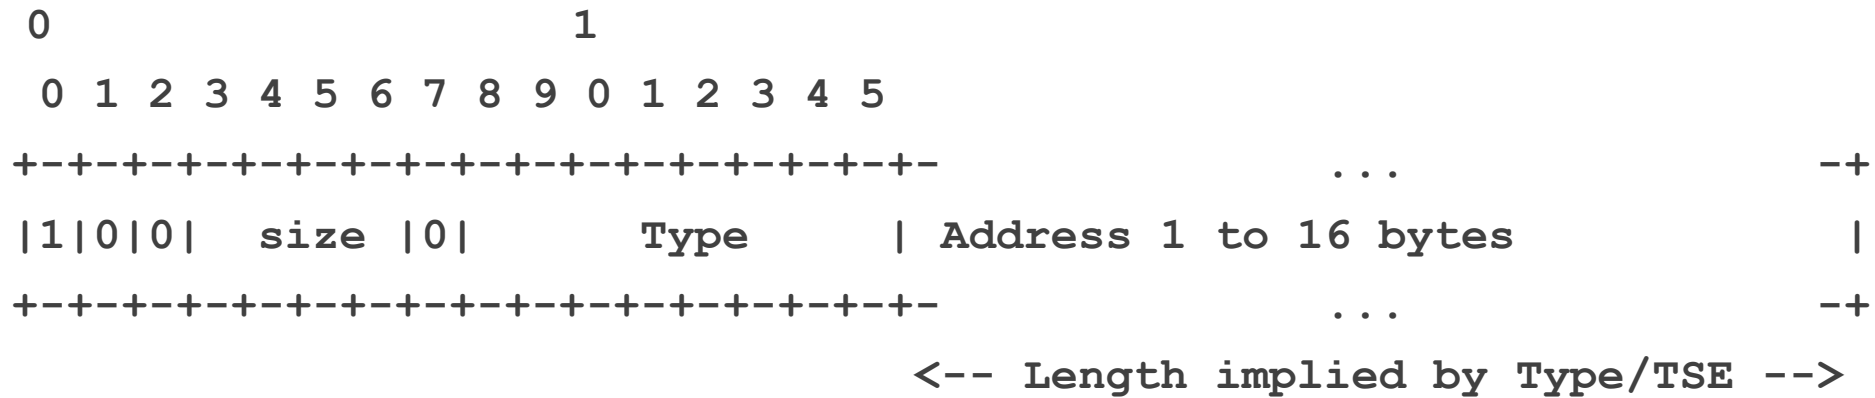 0                   1
 0 1 2 3 4 5 6 7 8 9 0 1 2 3 4 5
+-+-+-+-+-+-+-+-+-+-+-+-+-+-+-+-+-              ...               -+
|1|0|0|  size |0|      Type     | Address 1 to 16 bytes            |
+-+-+-+-+-+-+-+-+-+-+-+-+-+-+-+-+-              ...               -+
                                 <-- Length implied by Type/TSE -->